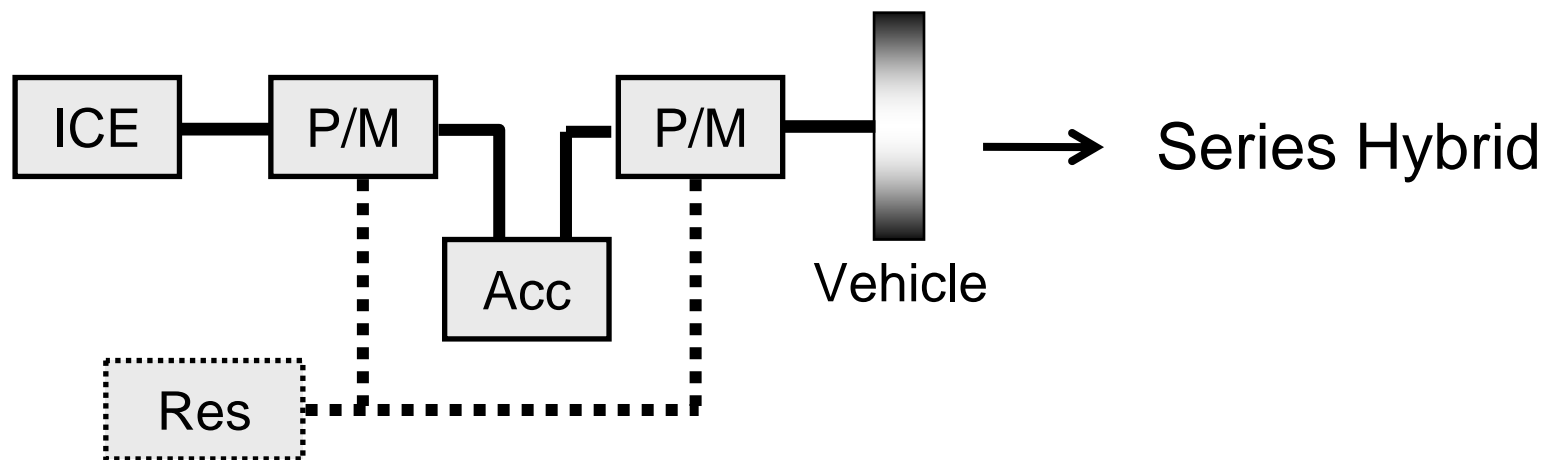 ICE
P/M
P/M
Series Hybrid
Acc
Vehicle
Res